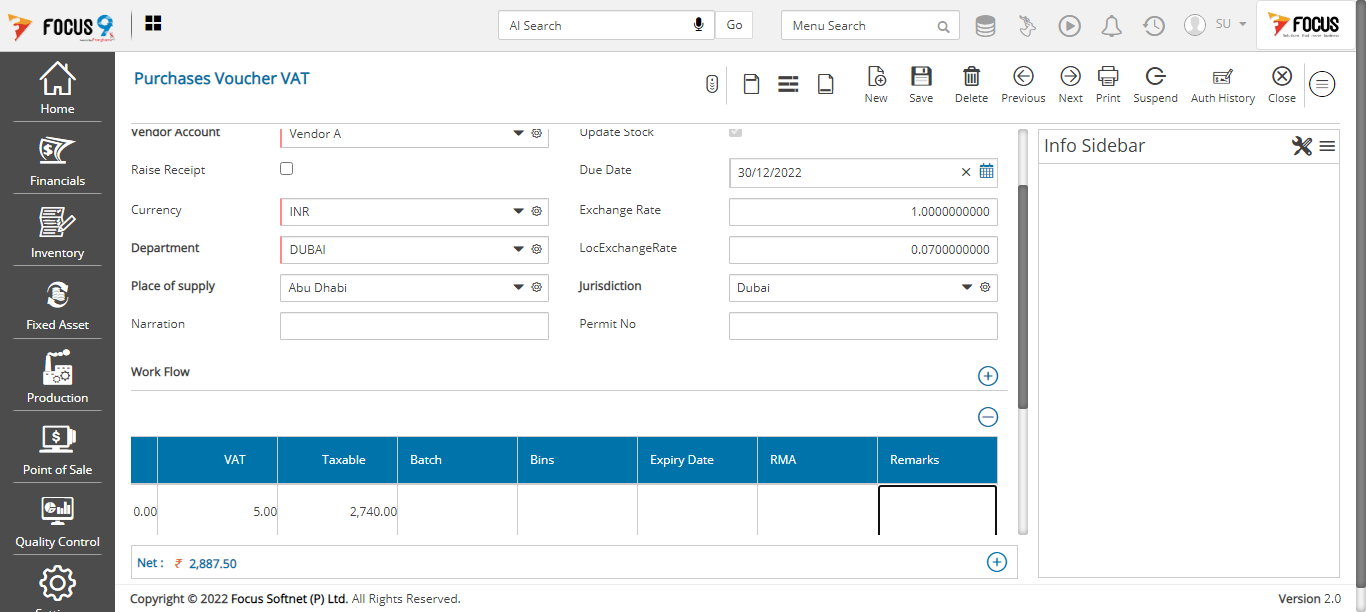 FOCUS 9
AI Search
Go
Menu Search
SU
FOCUS
Home
Financials
Inventory
Fixed Asset
Production
Point of Sale
Quality Control
Purchases Voucher VAT
New
Save
Delete
Previous
Next
Print
Suspend
Auth History
Close
Vendor Account Vendor A Update Stock
Raise Receipt Due Date 30/12/2022
Currency INR Exchange Rate 1.0000000000
Department DUBAI LocExchangeRate 0.0700000000
Place of supply Abu Dhabi Jurisdiction Dubai
Narration Permit No
Work Flow
VAT Taxable Batch Bins Expiry Date RMA Remarks
0.00 5.00 2,740.00
Net : ₹ 2,887.50
Info Sidebar
Copyright © 2022 Focus Softnet (P) Ltd. All Rights Reserved.
Version 2.0